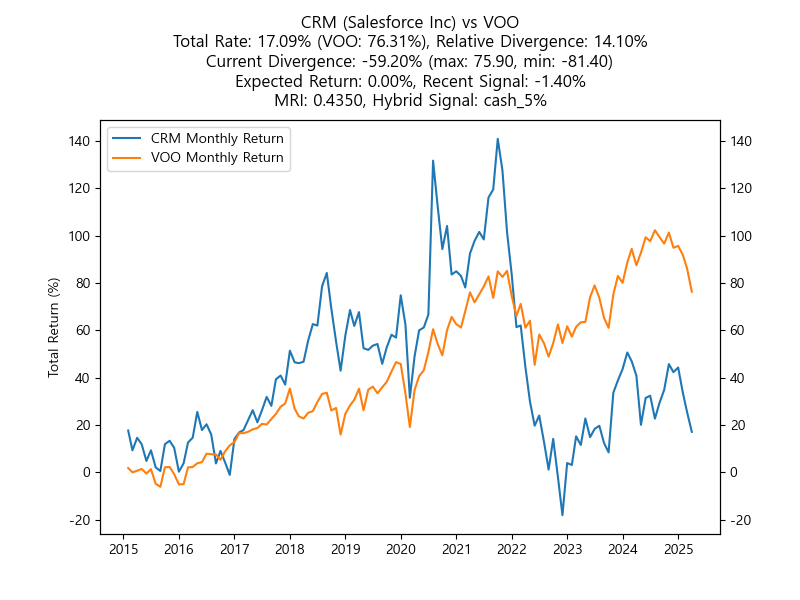 CRM (Salesforce Inc) vs VOO
Total Rate: 17.09% (VOO: 76.31%), Relative Divergence: 14.10%
Current Divergence: -59.20% (max: 75.90, min: -81.40)
Expected Return: 0.00%, Recent Signal: -1.40%
MRI: 0.4350, Hybrid Signal: cash_5%
CRM Monthly Return
VOO Monthly Return
Total Return (%)
140
120
100
80
60
40
20
0
-20
140
120
100
80
60
40
20
0
-20
2015 2016 2017 2018 2019 2020 2021 2022 2023 2024 2025